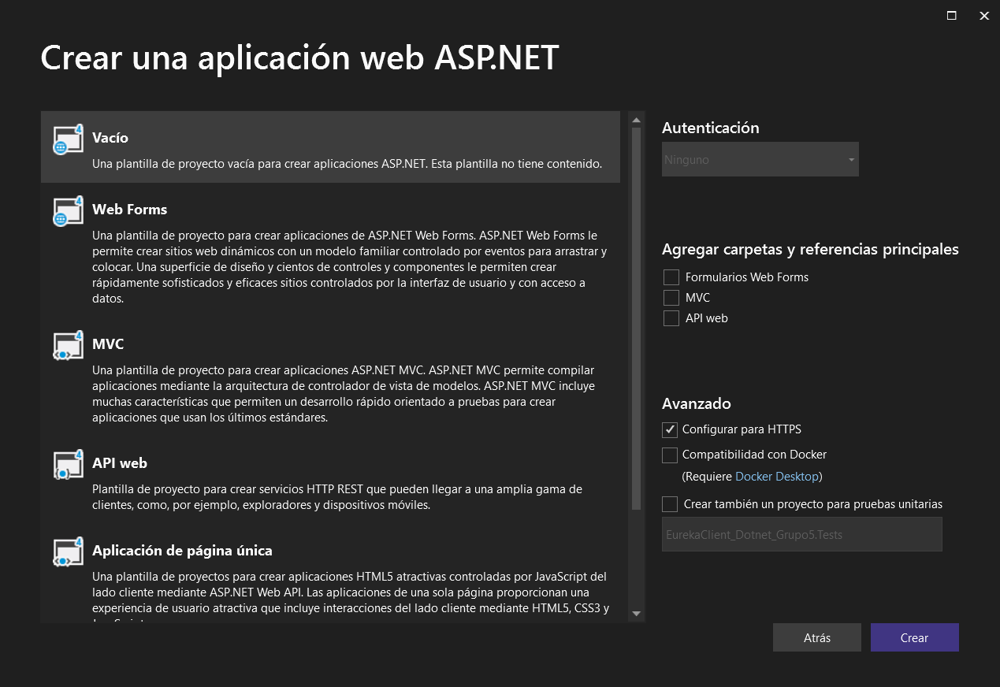 Crear una aplicación web ASP.NET
Vacío
Una plantilla de proyecto vacía para crear aplicaciones ASP.NET. Esta plantilla no tiene contenido.
Web Forms
Una plantilla de proyecto para crear aplicaciones de ASP.NET Web Forms. ASP.NET Web Forms le
permite crear sitios web dinámicos con un modelo familiar controlado por eventos para arrastrar y
colocar. Una superficie de diseño y cientos de controles y componentes le permiten crear
rápidamente sofisticados y eficaces sitios controlados por la interfaz de usuario y con acceso a
datos.
MVC
Una plantilla de proyecto para crear aplicaciones ASP.NET MVC. ASP.NET MVC permite compilar
aplicaciones mediante la arquitectura de controlador de vista de modelos. ASP.NET MVC incluye
muchas características que permiten un desarrollo rápido orientado a pruebas para crear
aplicaciones que usan los últimos estándares.
API web
Plantilla de proyecto para crear servicios HTTP REST que pueden llegar a una amplia gama de
clientes, como, por ejemplo, exploradores y dispositivos móviles.
Aplicación de página única
Una plantilla de proyectos para crear aplicaciones HTML5 atractivas controladas por JavaScript del
lado cliente mediante ASP.NET Web API. Las aplicaciones de una sola página proporcionan una
experiencia de usuario atractiva que incluye interacciones del lado cliente mediante HTML5, CSS3 y
Autenticación
Ninguno
Agregar carpetas y referencias principales
Formularios Web Forms
MVC
API web
Avanzado
Configurar para HTTPS
Compatibilidad con Docker
(Requiere Docker Desktop)
Crear también un proyecto para pruebas unitarias
EurekaClient_Dotnet_Grupo5.Tests
Atrás
Crear